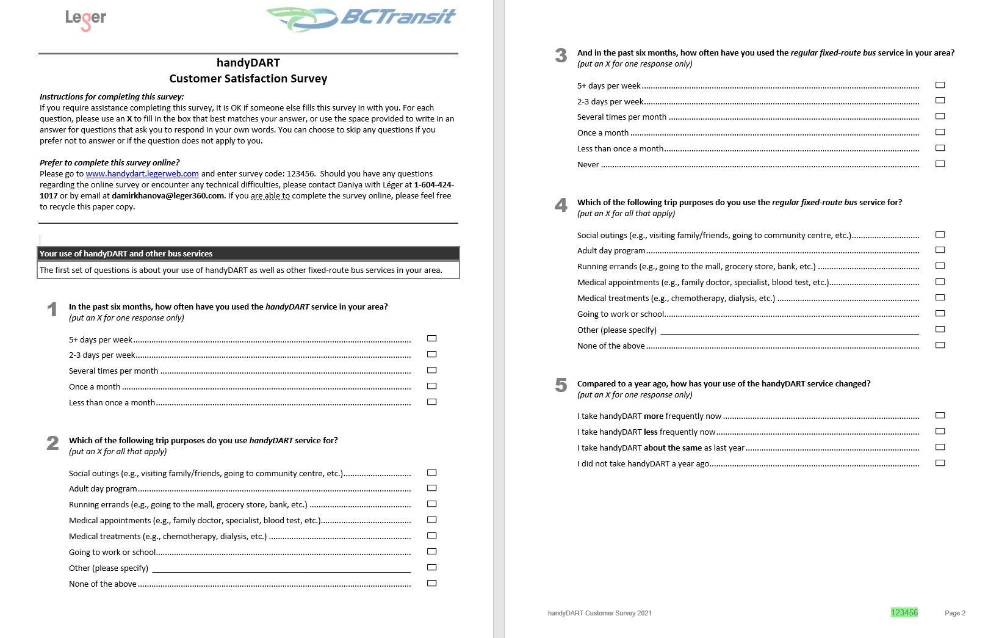 Leger
BCTransit
handyDART
Customer Satisfaction Survey
Instructions for completing this survey:
If you require assistance completing this survey, it is OK if someone else fills this survey in with you. For each
question, please use an X to fill in the box that best matches your answer, or use the space provided to write in an
answer for questions that ask you to respond in your own words. You can choose to skip any questions if you
prefer not to answer or if the question does not apply to you.
Prefer to complete this survey online?
Please go to www.handydart.legerweb.com and enter survey code: 123456. Should you have any questions
regarding the online survey or encounter any technical difficulties, please contact Daniya with Léger at 1-604-424-
1017 or by email at damirkhanova@leger360.com. If you are able to complete the survey online, please feel free
to recycle this paper copy.
Your use of handyDART and other bus services
The first set of questions is about your use of handyDART as well as other fixed-route bus services in your area.
1 In the past six months, how often have you used the handyDART service in your area?
(put an X for one response only)
5+ days per week
2-3 days per week
Several times per month
Once a month
Less than once a month
2 Which of the following trip purposes do you use handyDART service for?
(put an X for all that apply)
Social outings (e.g., visiting family/friends, going to community centre, etc.)
Adult day program
Running errands (e.g., going to the mall, grocery store, bank, etc.)
Medical appointments (e.g., family doctor, specialist, blood test, etc.)
Medical treatments (e.g., chemotherapy, dialysis, etc.)
Going to work or school
Other (please specify)
None of the above
3 And in the past six months, how often have you used the regular fixed-route bus service in your area?
(put an X for one response only)
5+ days per week
2-3 days per week
Several times per month
Once a month
Less than once a month
Never
4 Which of the following trip purposes do you use the regular fixed-route bus service for?
(put an X for all that apply)
Social outings (e.g., visiting family/friends, going to community centre, etc.)
Adult day program
Running errands (e.g., going to the mall, grocery store, bank, etc.)
Medical appointments (e.g., family doctor, specialist, blood test, etc.)
Medical treatments (e.g., chemotherapy, dialysis, etc.)
Going to work or school
Other (please specify)
None of the above
5 Compared to a year ago, how has your use of the handyDART service changed?
(put an X for one response only)
I take handyDART more frequently now
I take handyDART less frequently now
I take handyDART about the same as last year
I did not take handyDART a year ago
handyDART Customer Survey 2021 123456 Page 2